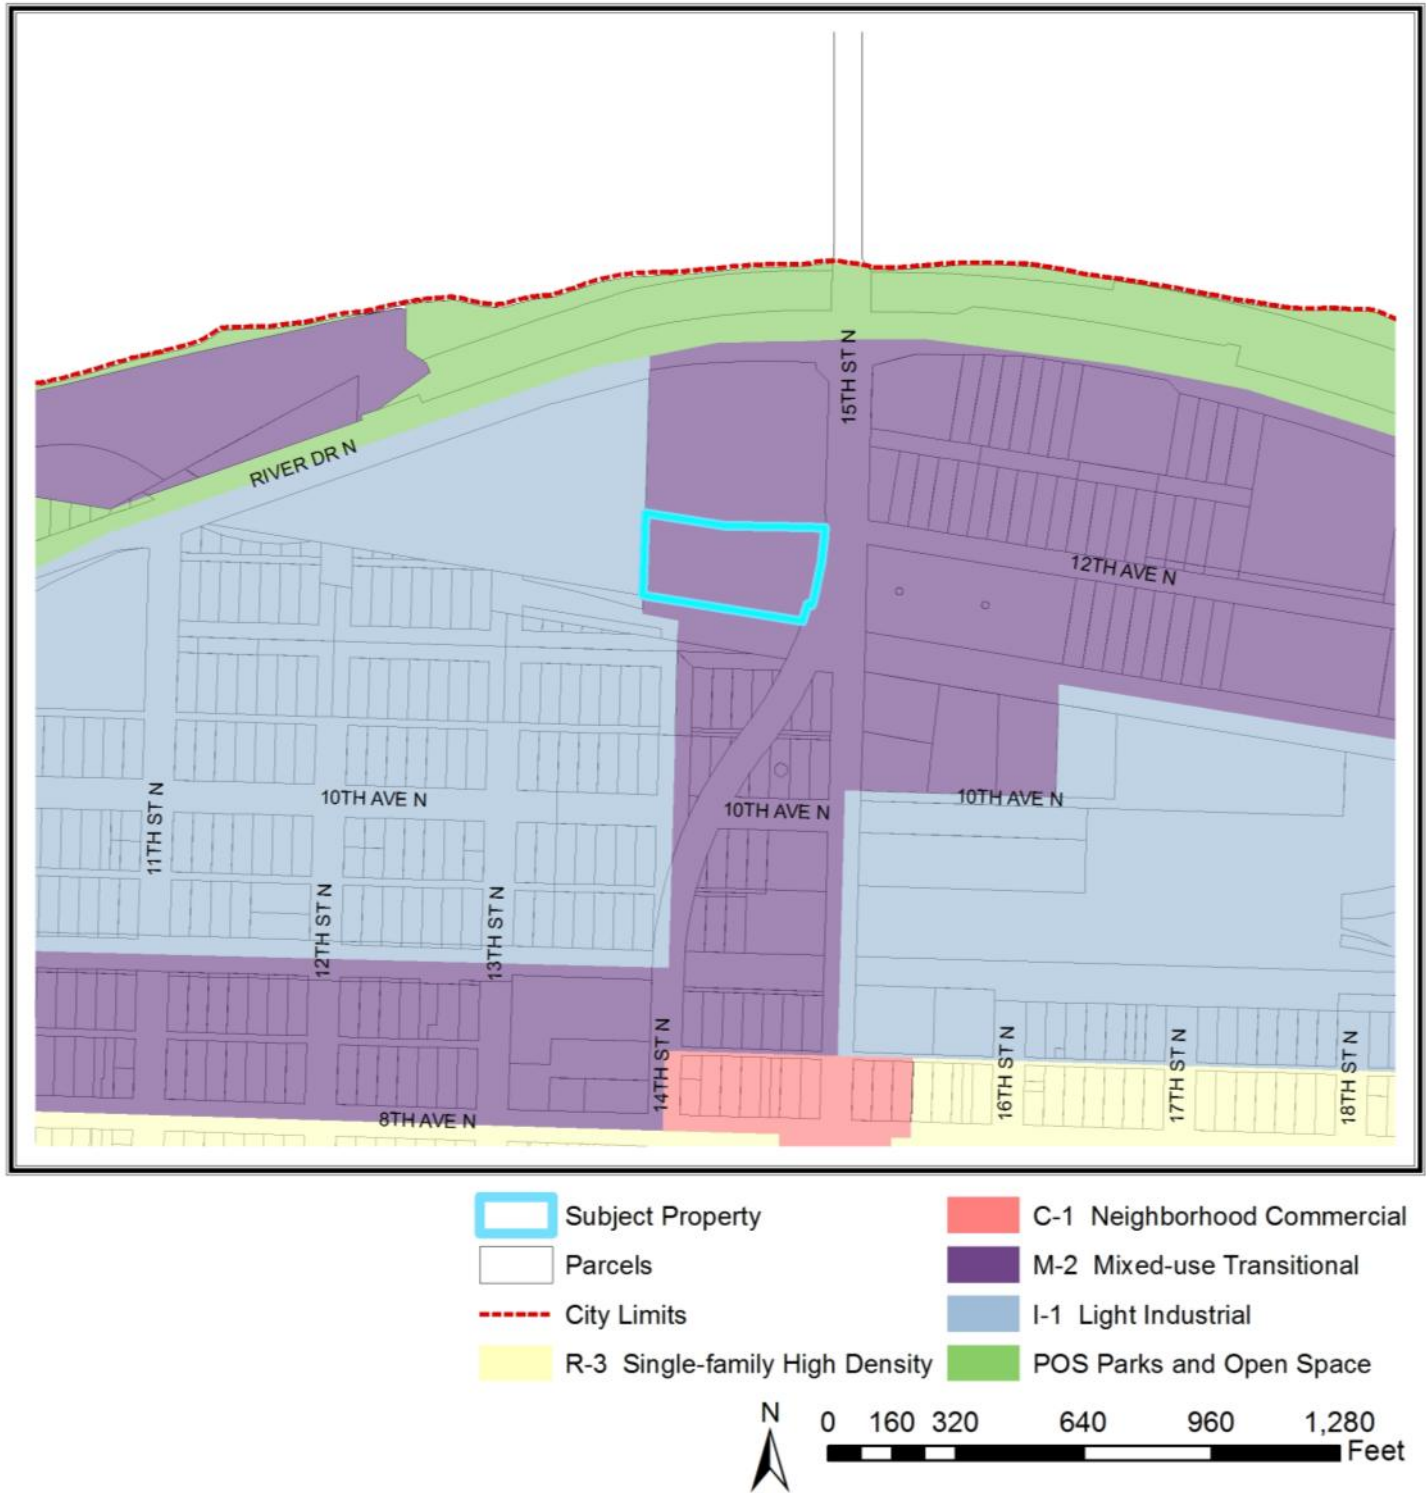 15TH ST N
RIVER DR N
12TH AVE N
10TH AVE N
10TH AVE N
10TH AVE N
11TH ST N
12TH ST N
13TH ST N
14TH ST N
16TH ST N
17TH ST N
18TH ST N
8TH AVE N
Subject Property
Parcels
City Limits
R-3 Single-family High Density
C-1 Neighborhood Commercial
M-2 Mixed-use Transitional
I-1 Light Industrial
POS Parks and Open Space
N
0 160 320 640 960 1,280
Feet